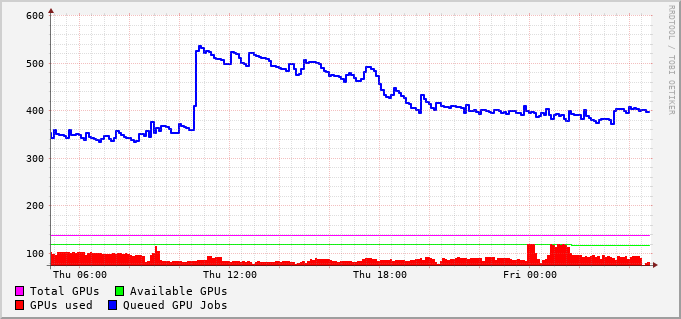 600
500
400
300
200
100
Thu 06:00 Thu 12:00 Thu 18:00 Fri 00:00
Total GPUs Available GPUs
GPUs used Queued GPU Jobs
RRDTOOL / TOBI OETIKER